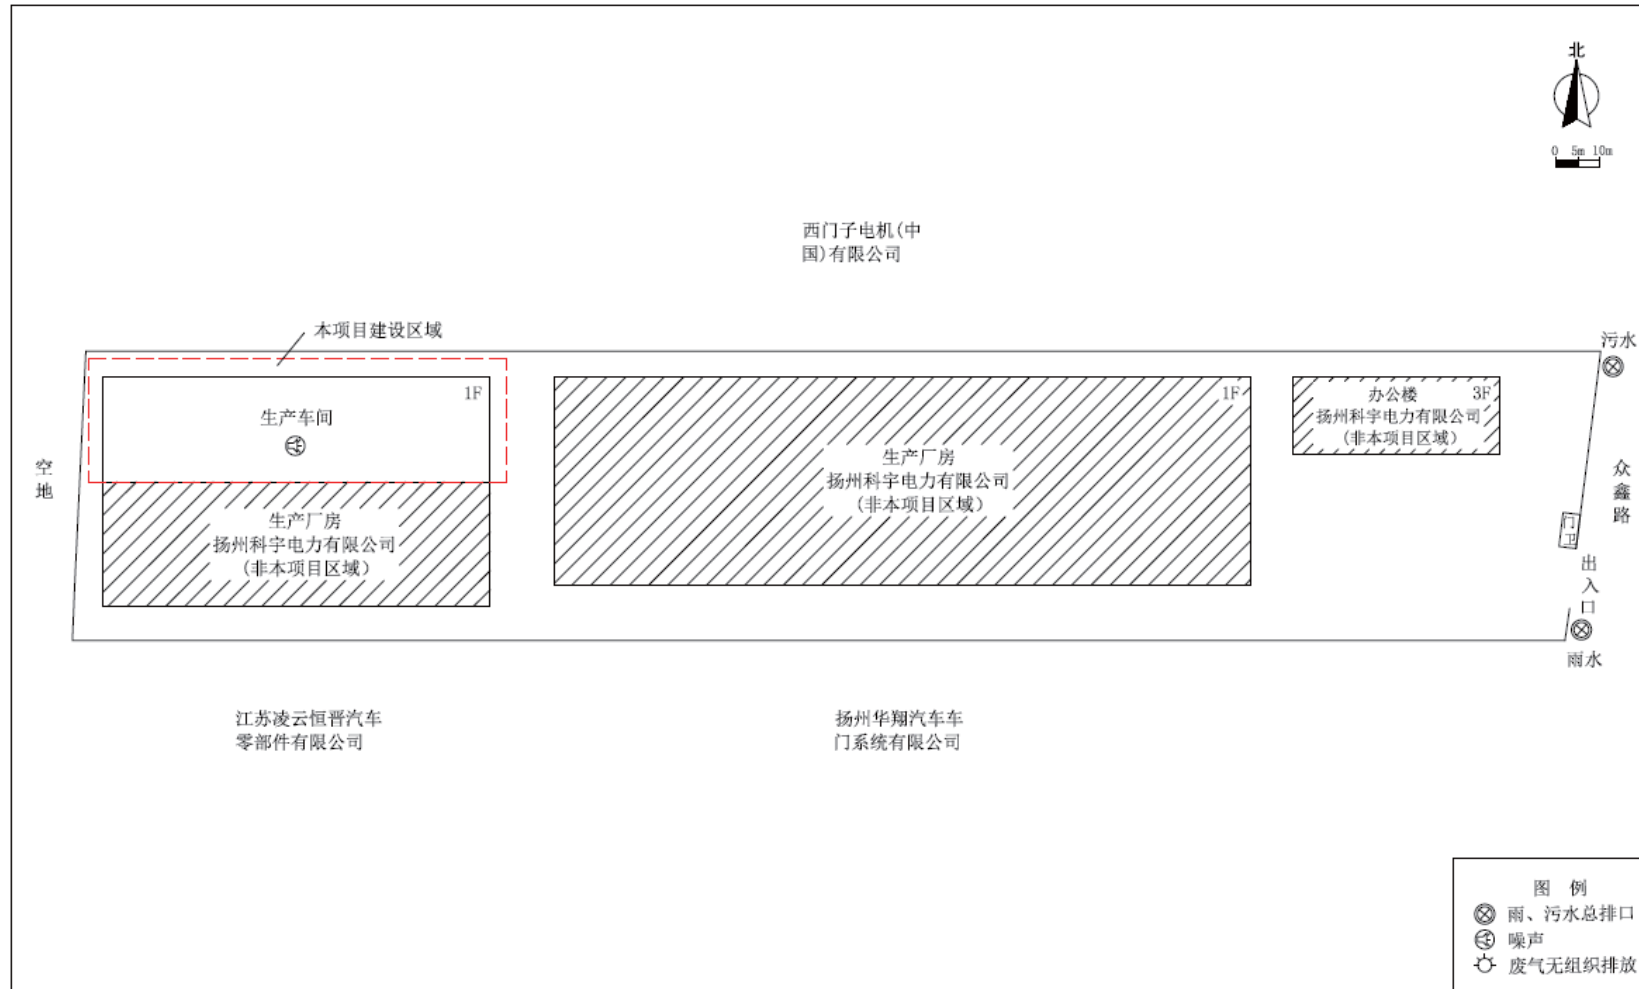 北
0 5m 10m
西门子电机(中
国)有限公司
本项目建设区域
污水
1F
生产车间
1F
办公楼 3F
扬州科宇电力有限公司
(非本项目区域)
空地
生产厂房
扬州科宇电力有限公司
(非本项目区域)
众鑫路
生产厂房
扬州科宇电力有限公司
(非本项目区域)
门卫
出入口
雨水
江苏凌云恒晋汽车
零部件有限公司
扬州华翔汽车车
门系统有限公司
图 例
雨、污水总排口
噪声
废气无组织排放